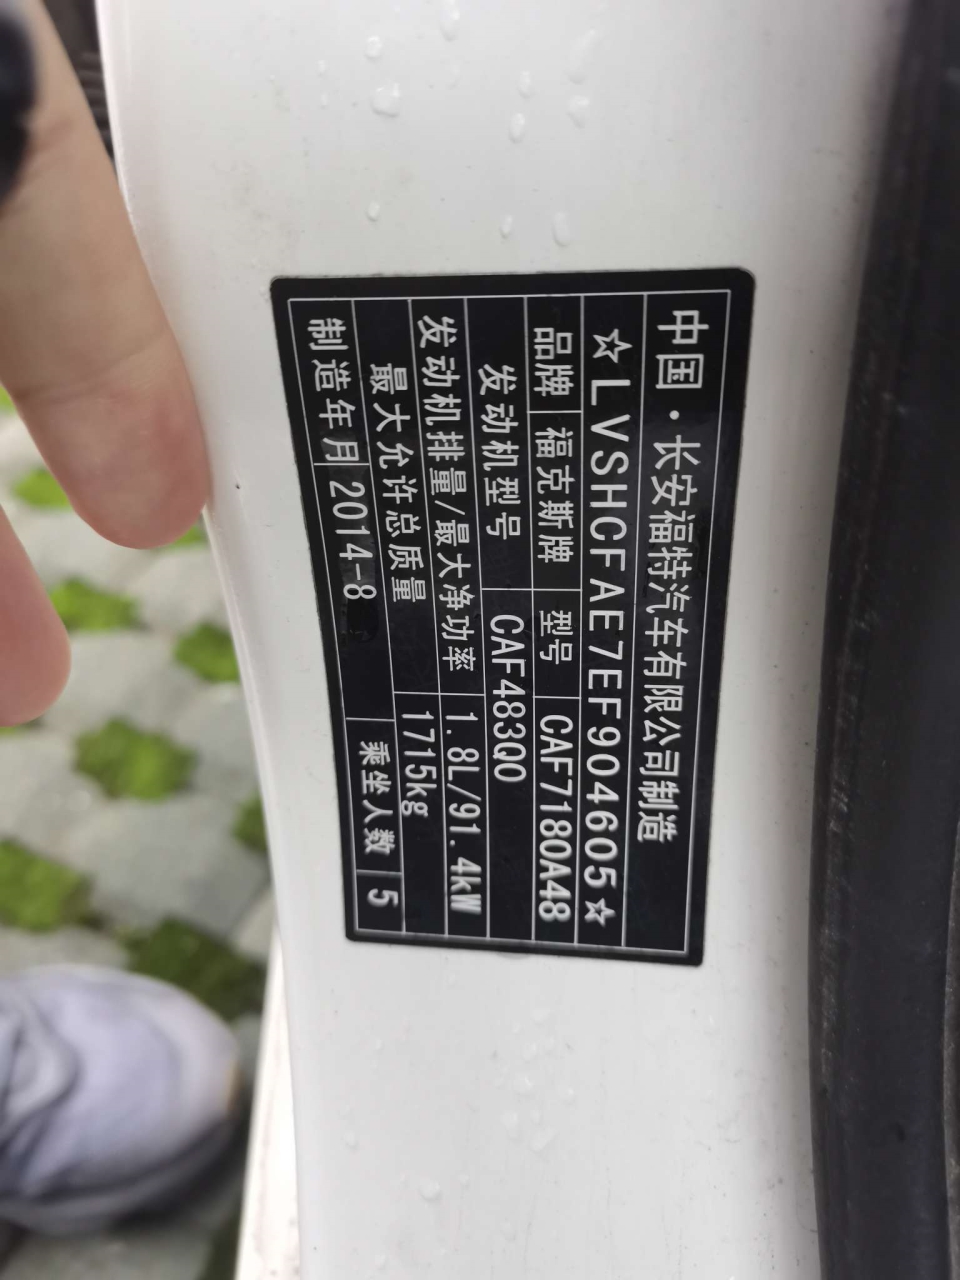 中国·长安福特汽车有限公司制造
☆LVSHCFAE7EF904605☆
品牌 福克斯牌 型号 CAF7180A48
发动机型号 CAF483Q0
发动机排量/最大净功率 1.8L/91.4kW
最大允许总质量 1715kg
制造年月 2014-8 乘坐人数 5